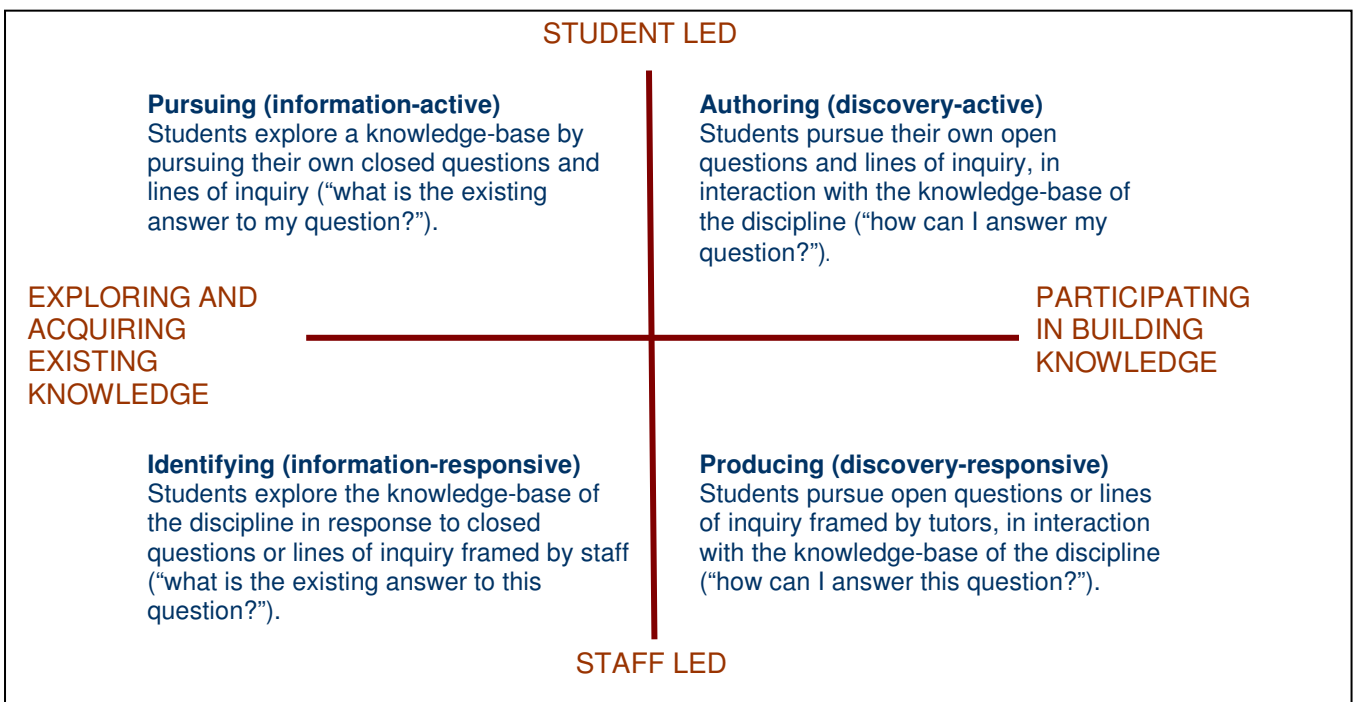 STUDENT LED
Pursuing (information-active)
Students explore a knowledge-base by
pursuing their own closed questions and
lines of inquiry (“what is the existing
answer to my question?”).
Authoring (discovery-active)
Students pursue their own open
questions and lines of inquiry, in
interaction with the knowledge-base of
the discipline (“how can I answer my
question?”).
EXPLORING AND
ACQUIRING
EXISTING
KNOWLEDGE
PARTICIPATING
IN BUILDING
KNOWLEDGE
Identifying (information-responsive)
Students explore the knowledge-base of
the discipline in response to closed
questions or lines of inquiry framed by staff
(“what is the existing answer to this
question?”).
Producing (discovery-responsive)
Students pursue open questions or lines
of inquiry framed by tutors, in interaction
with the knowledge-base of the discipline
(“how can I answer this question?”).
STAFF LED